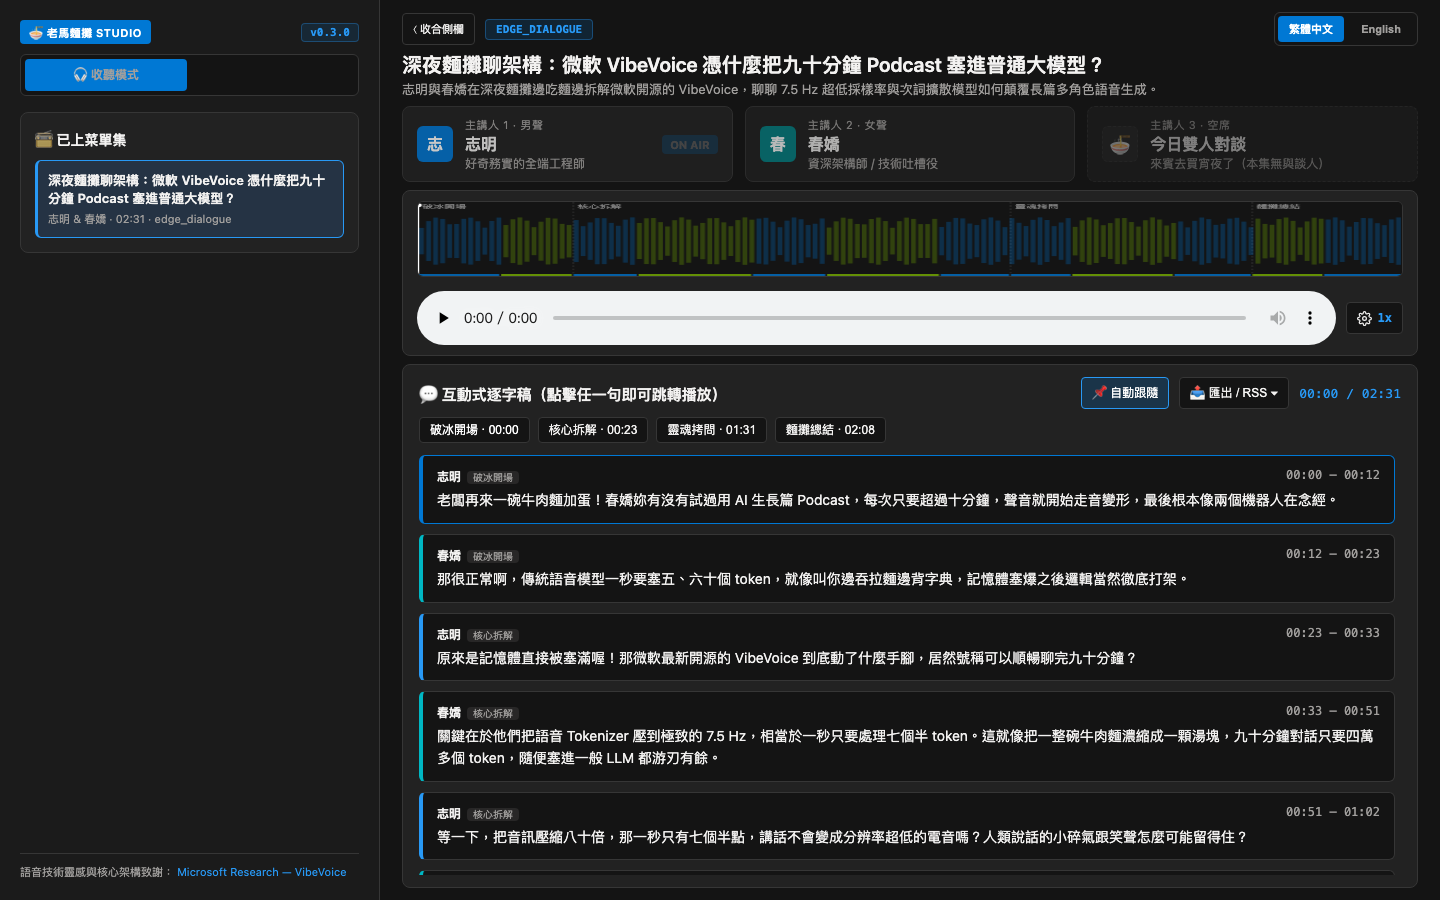 老馬麵攤 STUDIO
v0.3.0
收聽模式
已上菜單集
深夜麵攤聊架構：微軟 VibeVoice 憑什麼把九十
分鐘 Podcast 塞進普通大模型？
志明 & 春嬌 · 02:31 · edge_dialogue
語音技術靈感與核心架構致謝： Microsoft Research — VibeVoice
‹ 收合側欄
EDGE_DIALOGUE
繁體中文
English
深夜麵攤聊架構：微軟 VibeVoice 憑什麼把九十分鐘 Podcast 塞進普通大模型？
志明與春嬌在深夜麵攤邊吃麵邊拆解微軟開源的 VibeVoice，聊聊 7.5 Hz 超低採樣率與次詞擴散模型如何顛覆長篇多角色語音生成。
志
主講人 1 · 男聲
志明
好奇務實的全端工程師
ON AIR
春
主講人 2 · 女聲
春嬌
資深架構師 / 技術吐槽役
主講人 3 · 空席
今日雙人對談
來賓去買宵夜了（本集無與談人）
破冰開場
核心拆解
靈魂拷問
麵攤總結
0:00 / 0:00
1x
互動式逐字稿（點擊任一句即可跳轉播放）
自動跟隨
匯出 / RSS
00:00 / 02:31
破冰開場 · 00:00
核心拆解 · 00:23
靈魂拷問 · 01:31
麵攤總結 · 02:08
志明 破冰開場 00:00 — 00:12
老闆再來一碗牛肉麵加蛋！春嬌妳有沒有試過用 AI 生長篇 Podcast，每次只要超過十分鐘，聲音就開始走音變形，最後根本像兩個機器人在念經。
春嬌 破冰開場 00:12 — 00:23
那很正常啊，傳統語音模型一秒要塞五、六十個 token，就像叫你邊吞拉麵邊背字典，記憶體塞爆之後邏輯當然徹底打架。
志明 核心拆解 00:23 — 00:33
原來是記憶體直接被塞滿喔！那微軟最新開源的 VibeVoice 到底動了什麼手腳，居然號稱可以順暢聊完九十分鐘？
春嬌 核心拆解 00:33 — 00:51
關鍵在於他們把語音 Tokenizer 壓到極致的 7.5 Hz，相當於一秒只要處理七個半 token。這就像把一整碗牛肉麵濃縮成一顆湯塊，九十分鐘對話只要四萬
多個 token，隨便塞進一般 LLM 都游刃有餘。
志明 核心拆解 00:51 — 01:02
等一下，把音訊壓縮八十倍，那一秒只有七個半點，講話不會變成分辨率超低的電音嗎？人類說話的小碎氣跟笑聲怎麼可能留得住？